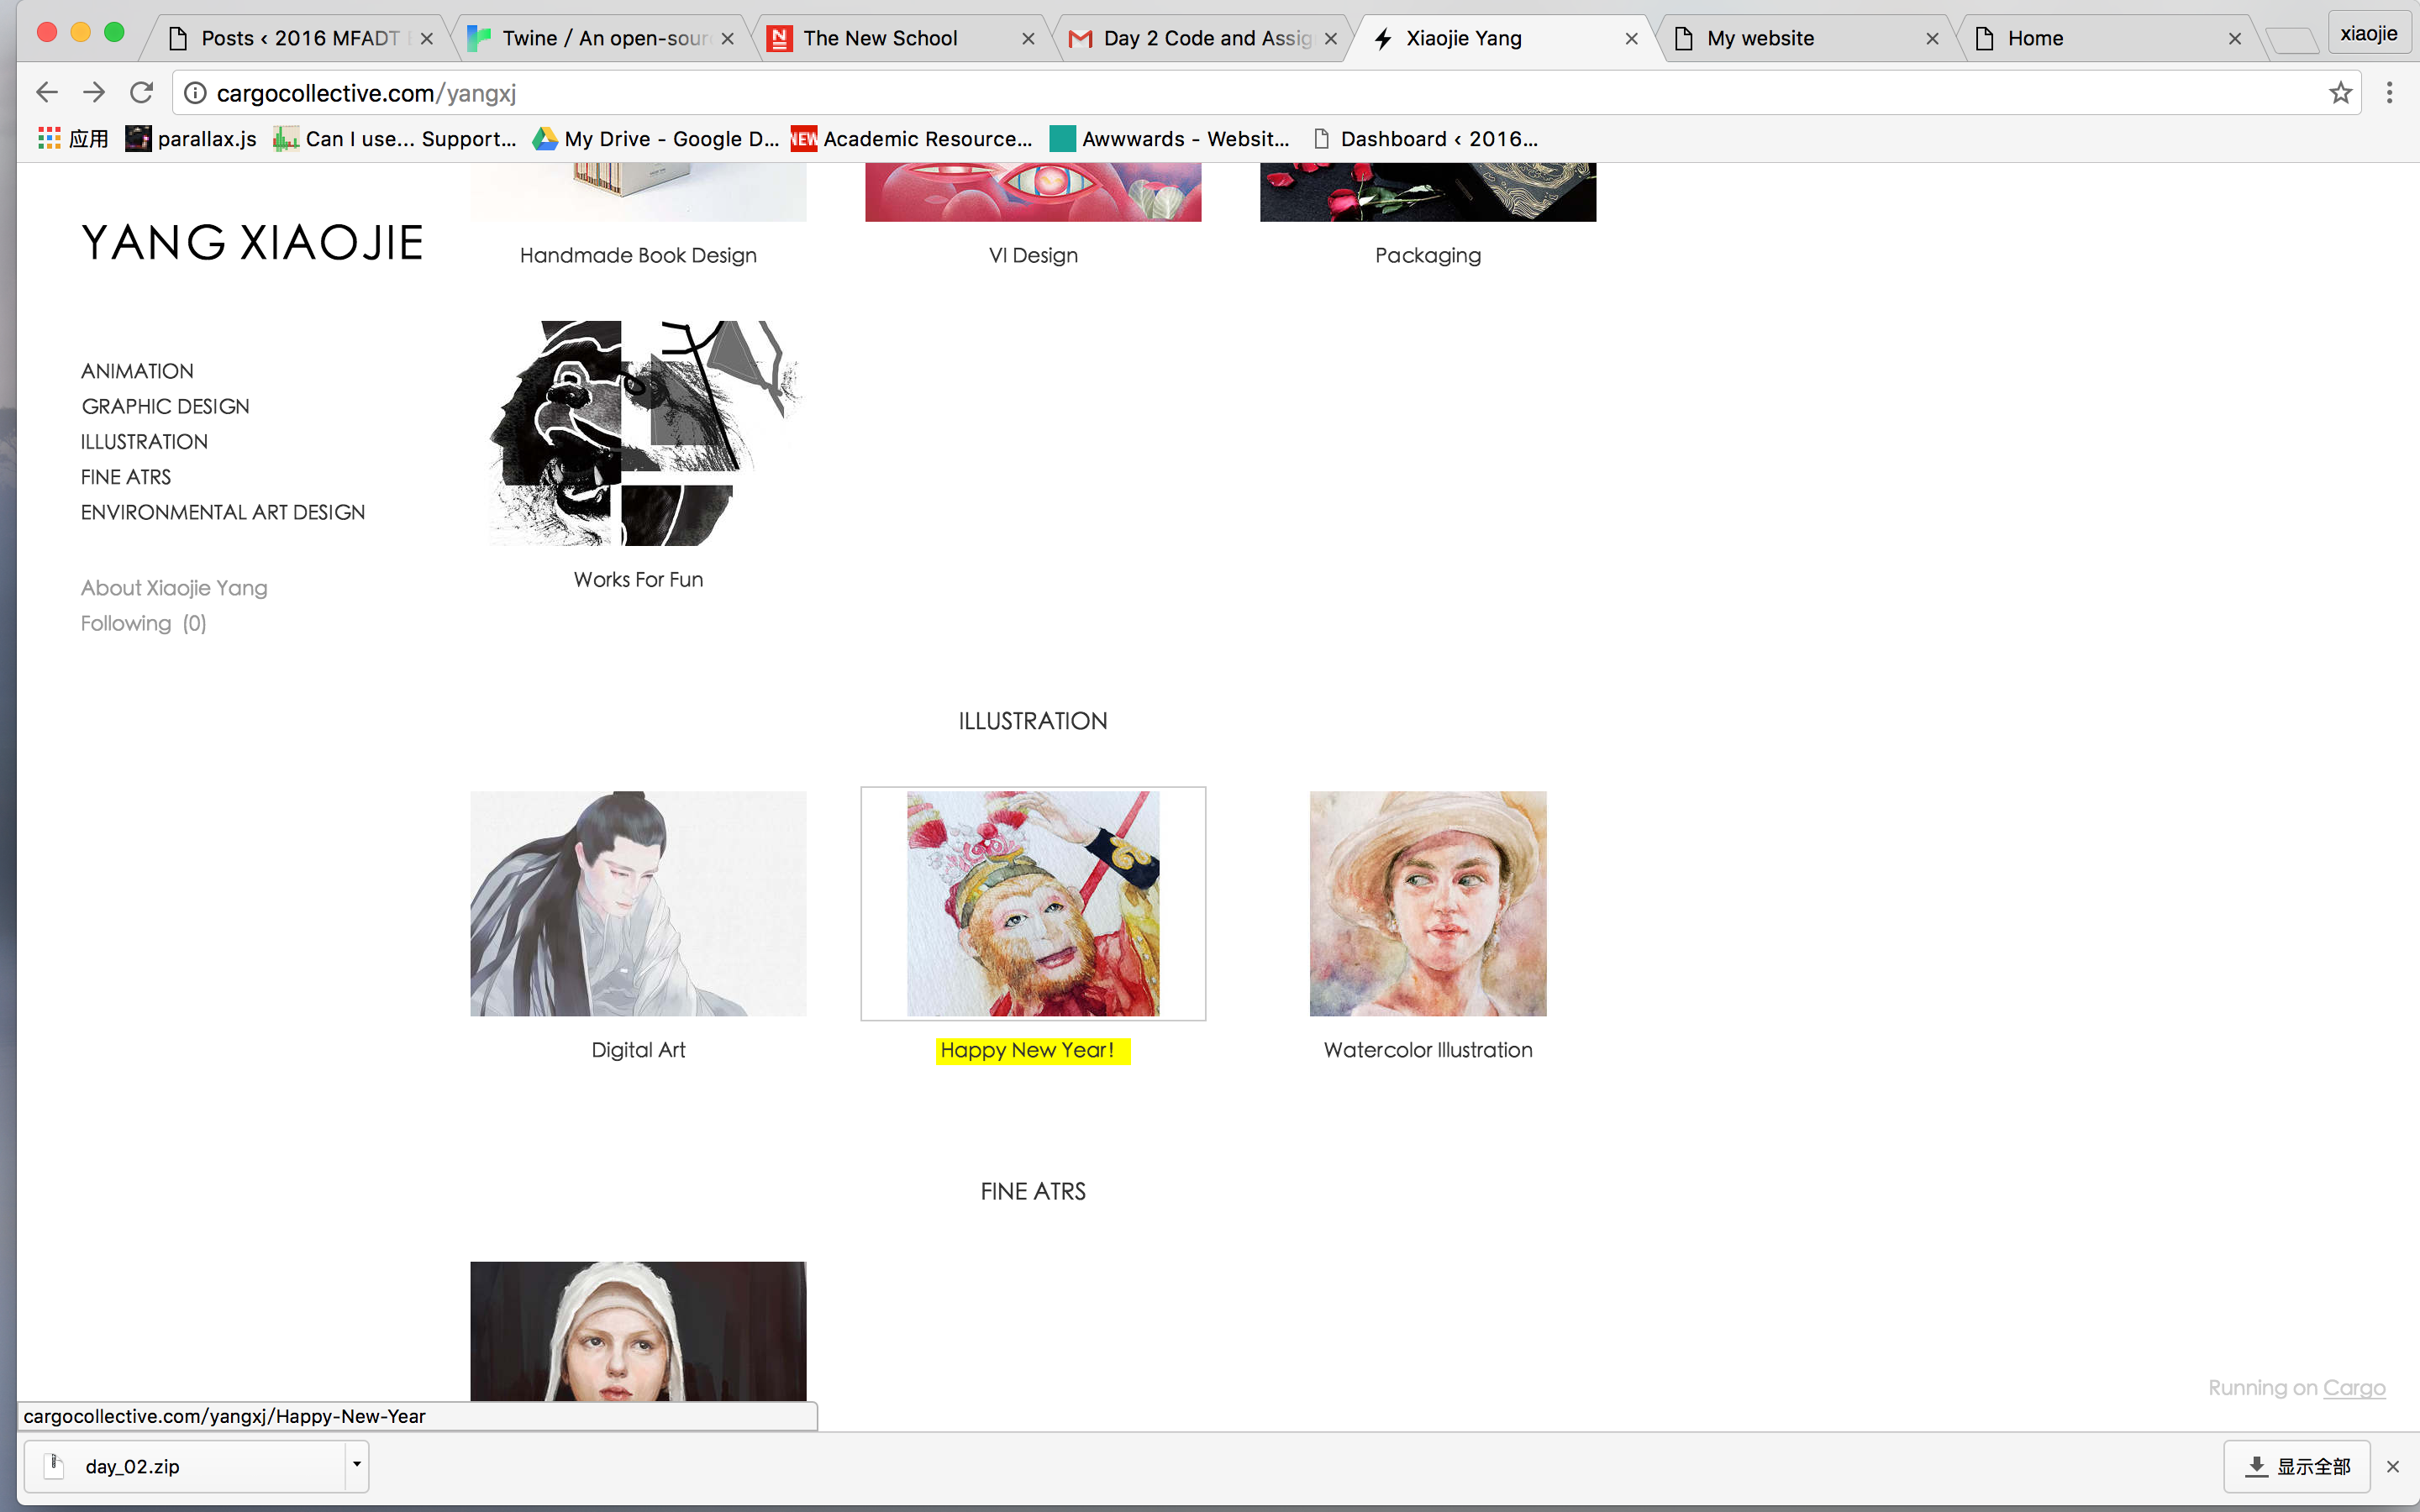 Posts ‹ 2016 MFADT
Twine / An open-sour
The New School
Day 2 Code and Assig
Xiaojie Yang
My website
Home
xiaojie
cargocollective.com/yangxj
应用
parallax.js
Can I use... Support...
My Drive - Google D...
NEW
Academic Resource...
Awwwards - Websit...
Dashboard ‹ 2016...
YANG XIAOJIE
ANIMATION
GRAPHIC DESIGN
ILLUSTRATION
FINE ATRS
ENVIRONMENTAL ART DESIGN
About Xiaojie Yang
Following (0)
Handmade Book Design
VI Design
Packaging
Works For Fun
ILLUSTRATION
Digital Art
Happy New Year!
Watercolor Illustration
FINE ATRS
Running on Cargo
cargocollective.com/yangxj/Happy-New-Year
day_02.zip
显示全部